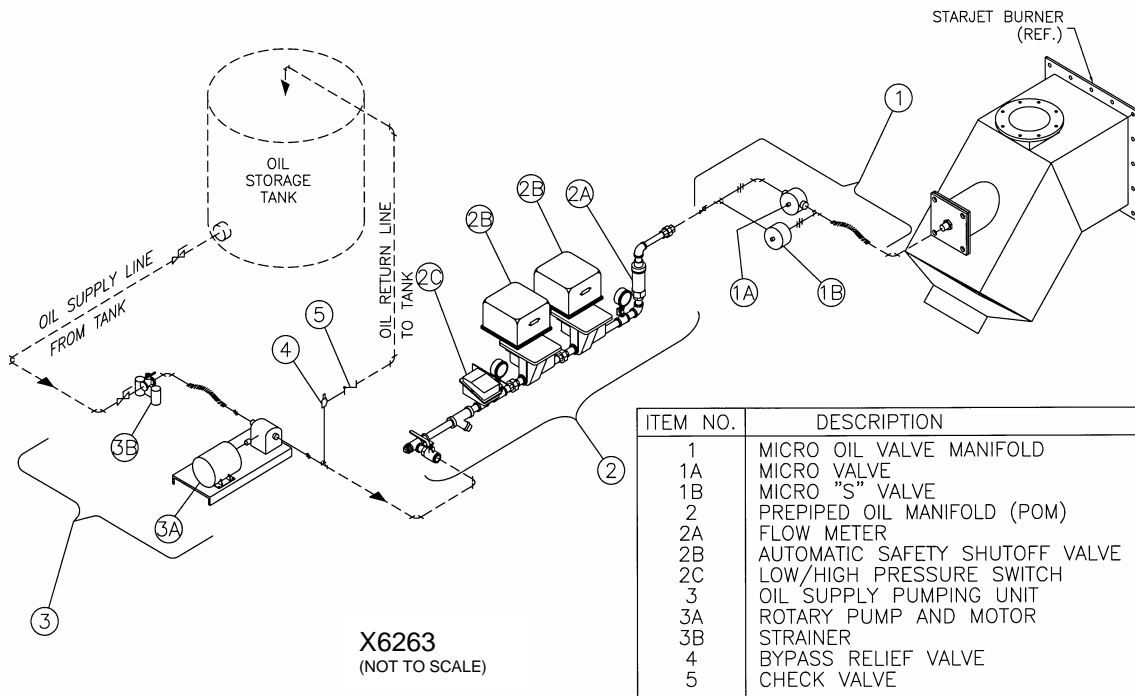 STARJET BURNER
(REF.)
1
OIL
STORAGE
TANK
2B
2A
2B
2C
1A
1B
OIL SUPPLY LINE
FROM TANK
OIL RETURN LINE
TO TANK
5
4
3B
3A
2
3
X6263
(NOT TO SCALE)
ITEM NO. DESCRIPTION
1 MICRO OIL VALVE MANIFOLD
1A MICRO VALVE
1B MICRO "S" VALVE
2 PREPIPED OIL MANIFOLD (POM)
2A FLOW METER
2B AUTOMATIC SAFETY SHUTOFF VALVE
2C LOW/HIGH PRESSURE SWITCH
3 OIL SUPPLY PUMPING UNIT
3A ROTARY PUMP AND MOTOR
3B STRAINER
4 BYPASS RELIEF VALVE
5 CHECK VALVE